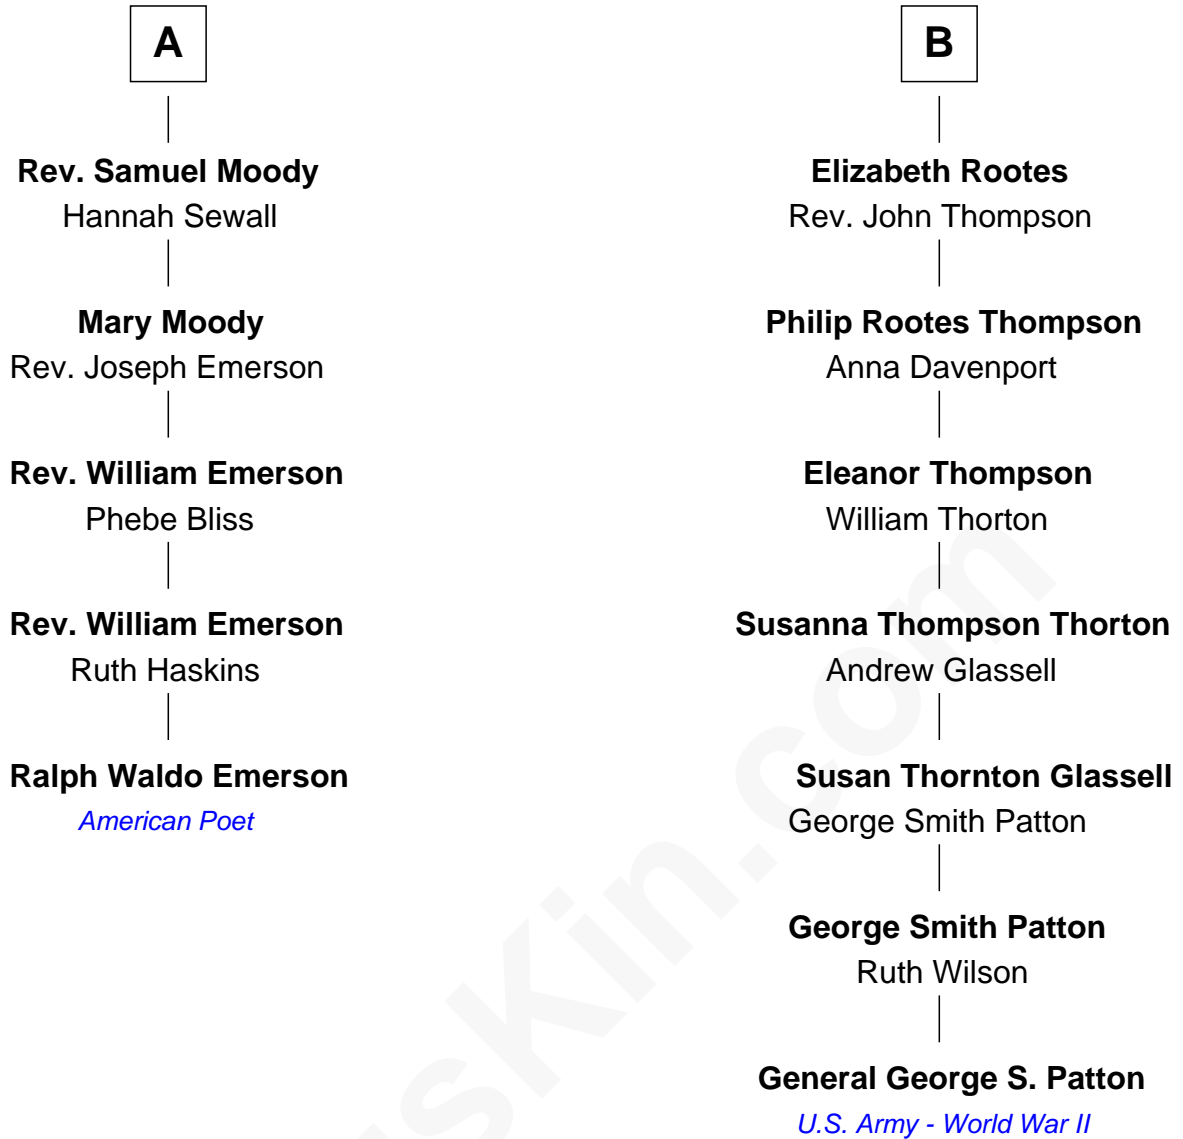 A
Rev. Samuel Moody
Hannah Sewall
Mary Moody
Rev. Joseph Emerson
Rev. William Emerson
Phebe Bliss
Rev. William Emerson
Ruth Haskins
Ralph Waldo Emerson
American Poet
B
Elizabeth Rootes
Rev. John Thompson
Philip Rootes Thompson
Anna Davenport
Eleanor Thompson
William Thorton
Susanna Thompson Thorton
Andrew Glassell
Susan Thornton Glassell
George Smith Patton
George Smith Patton
Ruth Wilson
General George S. Patton
U.S. Army - World War II